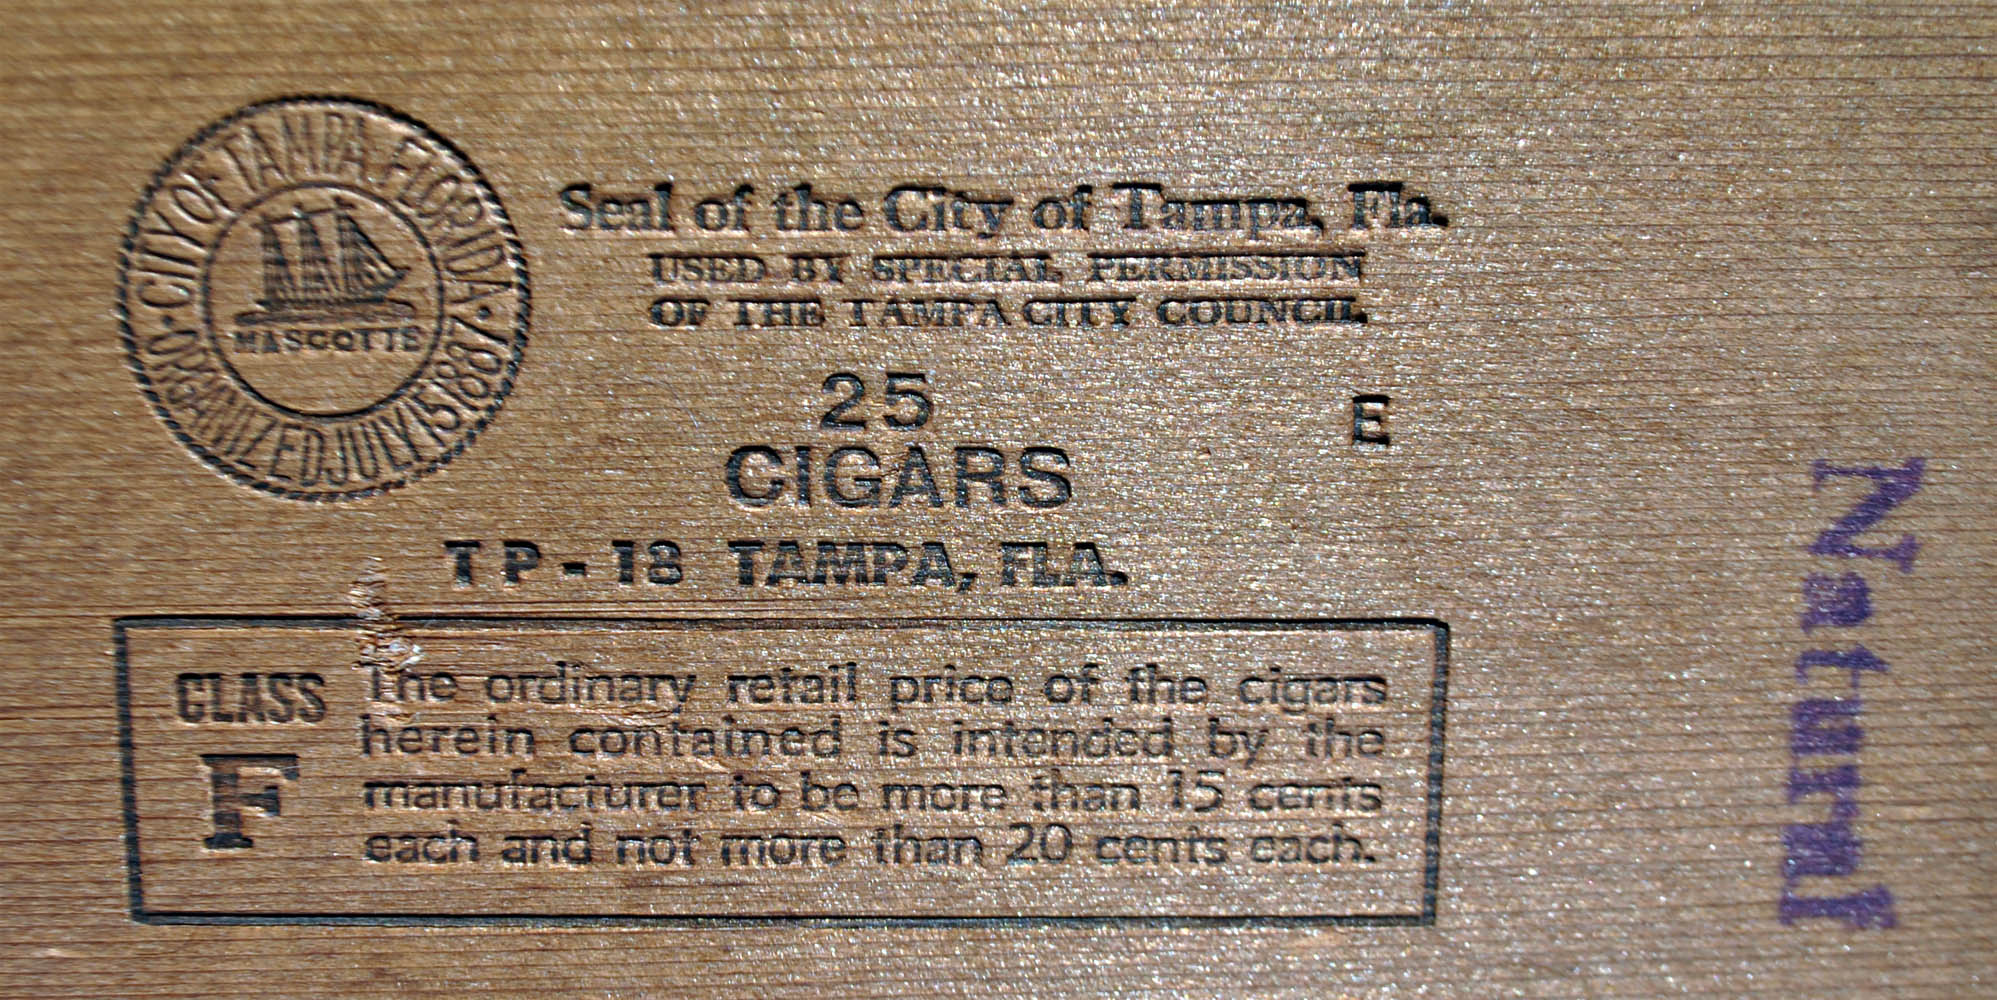 CITY OF TAMPA, FLORIDA
ORGANIZED JULY 15 1887
MASCOTTE
Seal of the City of Tampa, Fla.
USED BY SPECIAL PERMISSION
OF THE TAMPA CITY COUNCIL.
25
E
CIGARS
TP-18 TAMPA, FLA.
CLASS
F
The ordinary retail price of the cigars
herein contained is intended by the
manufacturer to be more than 15 cents
each and not more than 20 cents each.
Natural